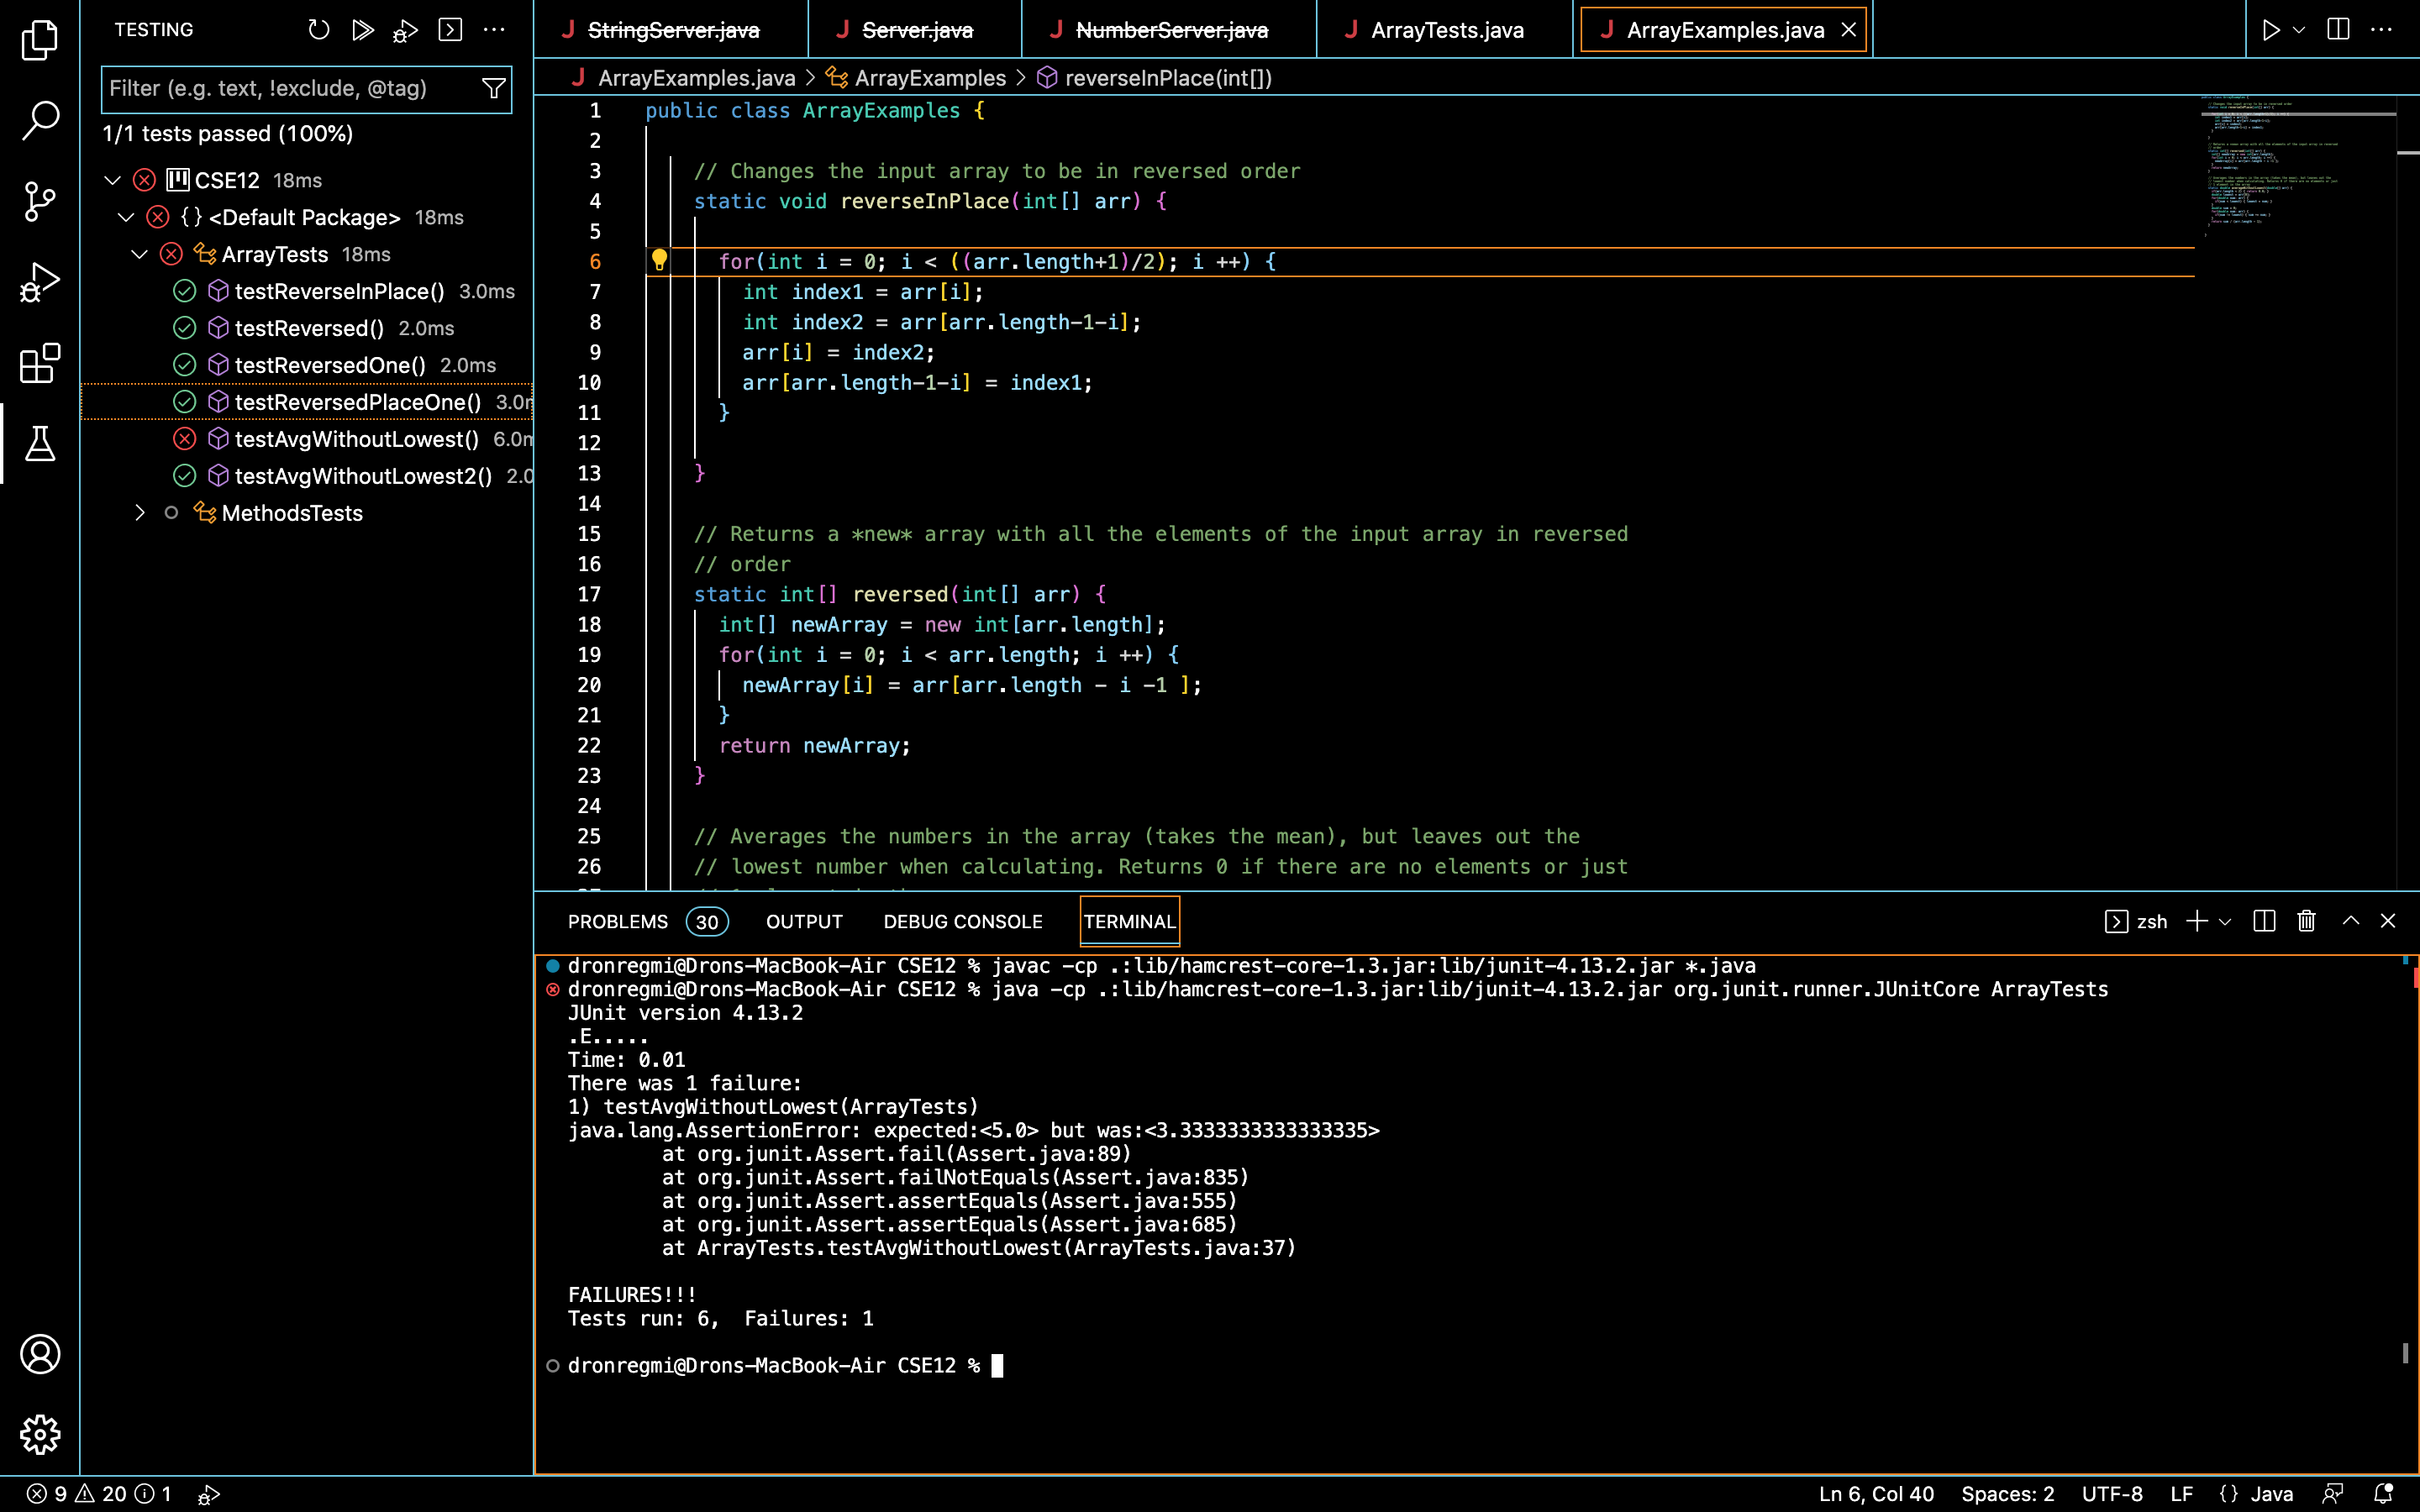 TESTING
Filter (e.g. text, !exclude, @tag)
1/1 tests passed (100%)
CSE12 18ms
{} <Default Package> 18ms
ArrayTests 18ms
testReverseInPlace() 3.0ms
testReversed() 2.0ms
testReversedOne() 2.0ms
testReversedPlaceOne() 3.0
testAvgWithoutLowest() 6.0
testAvgWithoutLowest2() 2.0
MethodsTests
J StringServer.java J Server.java J NumberServer.java J ArrayTests.java J ArrayExamples.java
J ArrayExamples.java > ArrayExamples > reverseInPlace(int[])
1 public class ArrayExamples {
2
3 // Changes the input array to be in reversed order
4 static void reverseInPlace(int[] arr) {
5
6 for(int i = 0; i < ((arr.length+1)/2); i ++) {
7 int index1 = arr[i];
8 int index2 = arr[arr.length-1-i];
9 arr[i] = index2;
10 arr[arr.length-1-i] = index1;
11 }
12
13 }
14
15 // Returns a *new* array with all the elements of the input array in reversed
16 // order
17 static int[] reversed(int[] arr) {
18 int[] newArray = new int[arr.length];
19 for(int i = 0; i < arr.length; i ++) {
20 newArray[i] = arr[arr.length - i -1 ];
21 }
22 return newArray;
23 }
24
25 // Averages the numbers in the array (takes the mean), but leaves out the
26 // lowest number when calculating. Returns 0 if there are no elements or just
PROBLEMS 30 OUTPUT DEBUG CONSOLE TERMINAL zsh
dronregmi@Drons-MacBook-Air CSE12 % javac -cp .:lib/hamcrest-core-1.3.jar:lib/junit-4.13.2.jar *.java
dronregmi@Drons-MacBook-Air CSE12 % java -cp .:lib/hamcrest-core-1.3.jar:lib/junit-4.13.2.jar org.junit.runner.JUnitCore ArrayTests
JUnit version 4.13.2
.E.....
Time: 0.01
There was 1 failure:
1) testAvgWithoutLowest(ArrayTests)
java.lang.AssertionError: expected:<5.0> but was:<3.3333333333333335>
at org.junit.Assert.fail(Assert.java:89)
at org.junit.Assert.failNotEquals(Assert.java:835)
at org.junit.Assert.assertEquals(Assert.java:555)
at org.junit.Assert.assertEquals(Assert.java:685)
at ArrayTests.testAvgWithoutLowest(ArrayTests.java:37)
FAILURES!!!
Tests run: 6,  Failures: 1
dronregmi@Drons-MacBook-Air CSE12 %
9 20 1 Ln 6, Col 40 Spaces: 2 UTF-8 LF {} Java